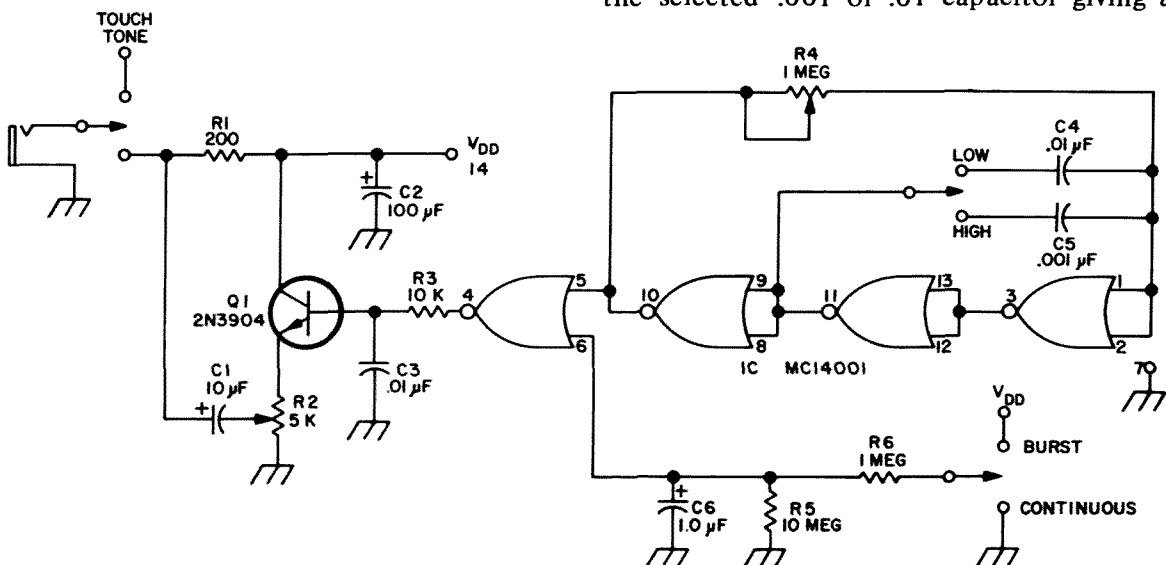 the selected .001 or .01 capacitor giving a
TOUCH
TONE
R4
1 MEG
R1
200
VDD
14
+
C2
100 µF
LOW
C4
.01 µF
HIGH
C5
.001 µF
Q1
2N3904
R3
10 K
4
5
6
10
9
8
11
13
12
3
1
2
IC MC14001
7
C1
10 µF
+
R2
5 K
C3
.01 µF
VDD
BURST
R6
1 MEG
+
C6
1.0 µF
R5
10 MEG
CONTINUOUS